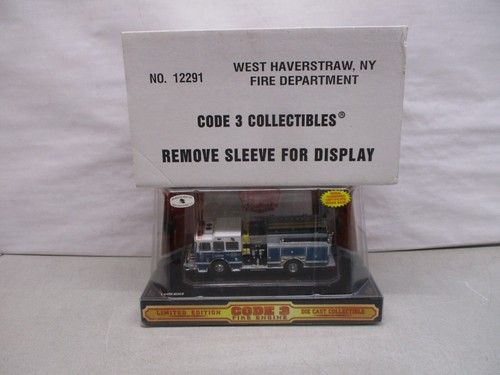 WEST HAVERSTRAW, NY
NO. 12291 FIRE DEPARTMENT
CODE 3 COLLECTIBLES®
REMOVE SLEEVE FOR DISPLAY
LIMITED EDITION CODE 3 DIE CAST COLLECTIBLE
FIRE ENGINE